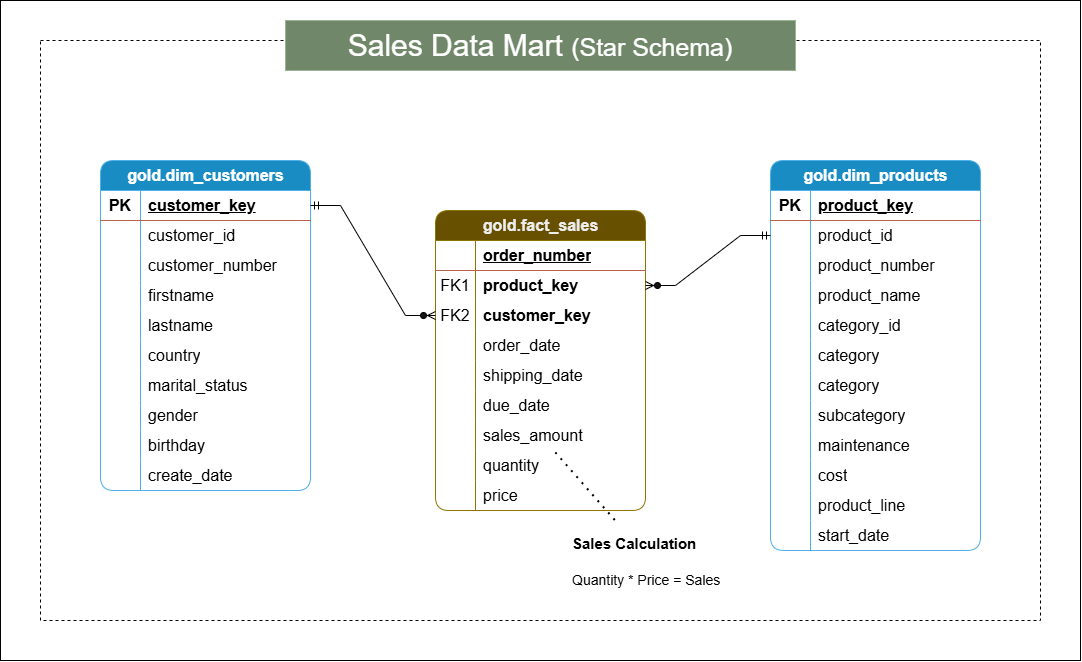 Sales Data Mart (Star Schema)
gold.dim_customers
PK customer_key
customer_id
customer_number
firstname
lastname
country
marital_status
gender
birthday
create_date
gold.fact_sales
order_number
FK1 product_key
FK2 customer_key
order_date
shipping_date
due_date
sales_amount
quantity
price
Sales Calculation
Quantity * Price = Sales
gold.dim_products
PK product_key
product_id
product_number
product_name
category_id
category
category
subcategory
maintenance
cost
product_line
start_date